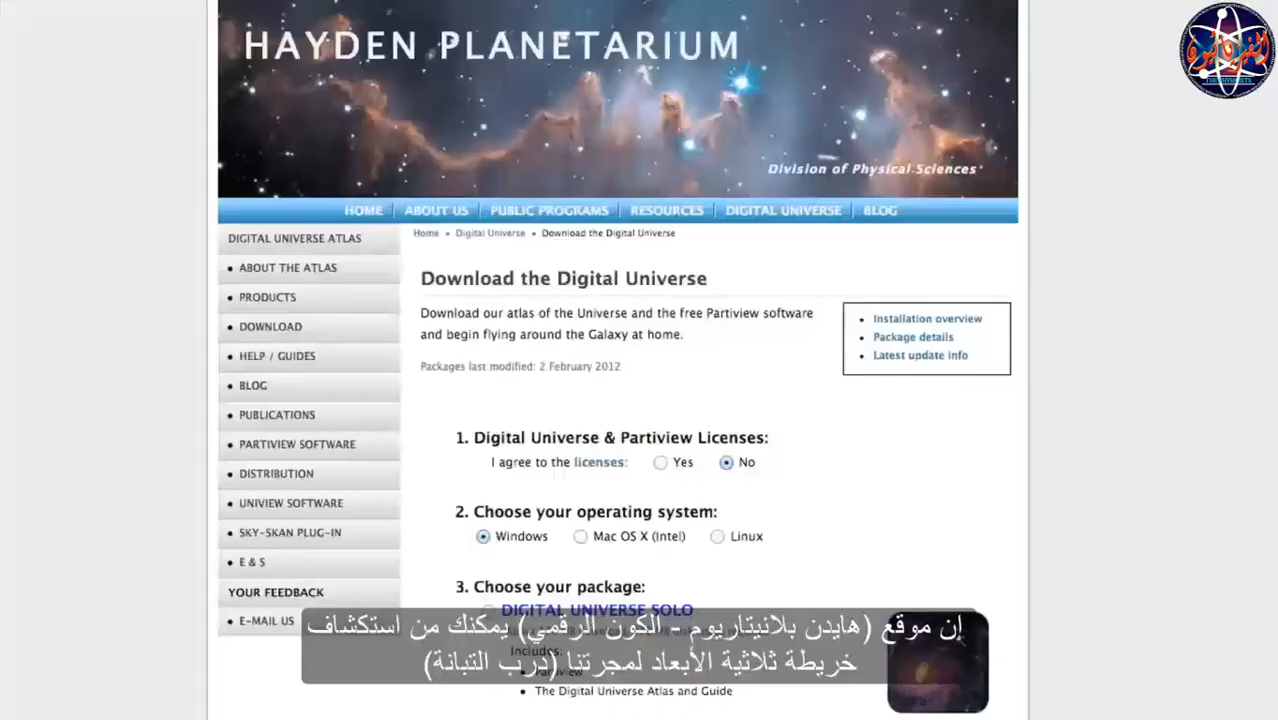 HAYDEN PLANETARIUM
Division of Physical Sciences
HOME ABOUT US PUBLIC PROGRAMS RESOURCES DIGITAL UNIVERSE BLOG
DIGITAL UNIVERSE ATLAS
• ABOUT THE ATLAS
• PRODUCTS
• DOWNLOAD
• HELP / GUIDES
• BLOG
• PUBLICATIONS
• PARTIVIEW SOFTWARE
• DISTRIBUTION
• UNIVIEW SOFTWARE
• SKY-SKAN PLUG-IN
• E & S
YOUR FEEDBACK
• E-MAIL US
Home • Digital Universe • Download the Digital Universe
Download the Digital Universe
Download our atlas of the Universe and the free Partiview software
and begin flying around the Galaxy at home.
Packages last modified: 2 February 2012
• Installation overview
• Package details
• Latest update info
1. Digital Universe & Partiview Licenses:
I agree to the licenses: Yes No
2. Choose your operating system:
Windows Mac OS X (Intel) Linux
3. Choose your package:
DIGITAL UNIVERSE SOLO
Includes:
• Partiview
• The Digital Universe Atlas and Guide
إن موقع (هايدن بلانيتاريوم - الكون الرقمي) يمكنك من استكشاف
خريطة ثلاثية الأبعاد لمجرتنا (درب التبانة)